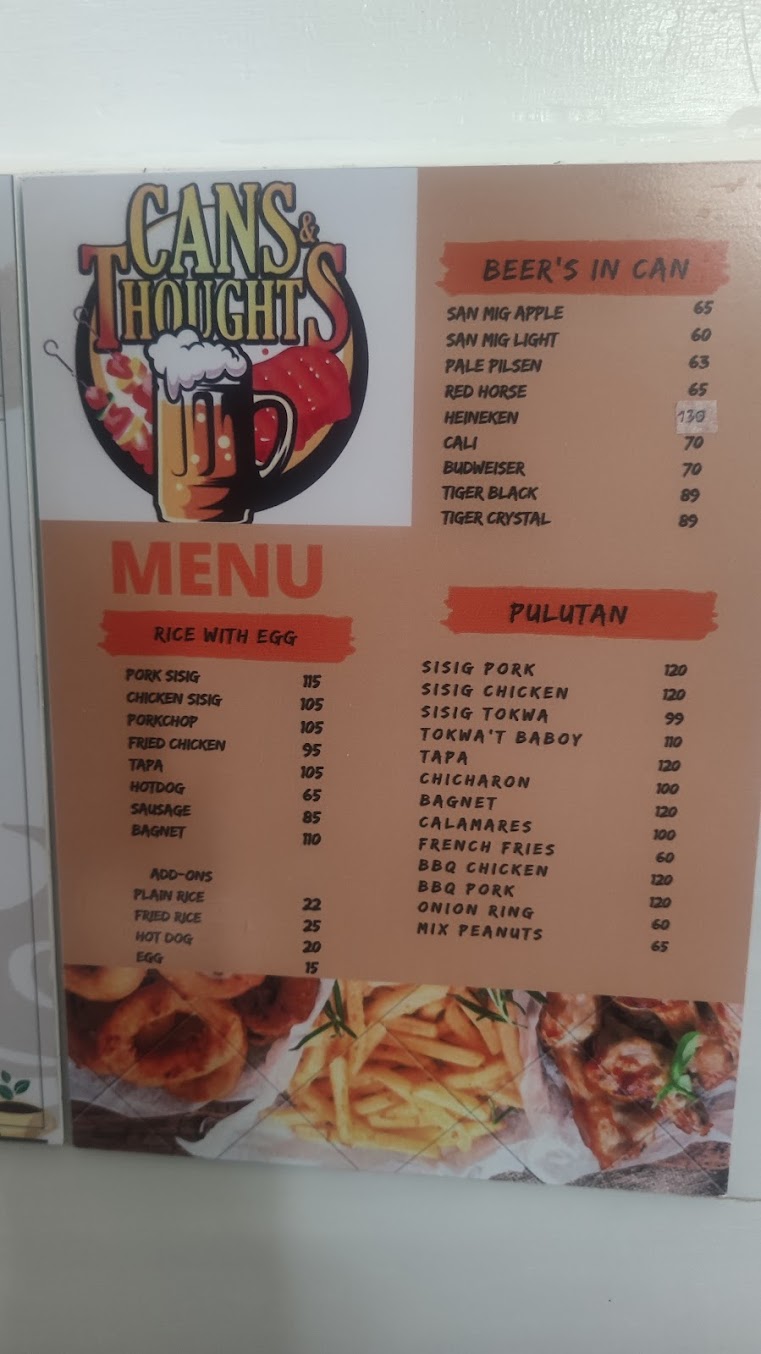 CANS &
THOUGHTS
MENU
RICE WITH EGG
PORK SISIG 115
CHICKEN SISIG 105
PORKCHOP 105
FRIED CHICKEN 95
TAPA 105
HOTDOG 65
SAUSAGE 85
BAGNET 110
ADD-ONS
PLAIN RICE 22
FRIED RICE 25
HOT DOG 20
EGG 15
BEER'S IN CAN
SAN MIG APPLE 65
SAN MIG LIGHT 60
PALE PILSEN 63
RED HORSE 65
HEINEKEN 130
CALI 70
BUDWEISER 70
TIGER BLACK 89
TIGER CRYSTAL 89
PULUTAN
SISIG PORK 120
SISIG CHICKEN 120
SISIG TOKWA 99
TOKWA'T BABOY 110
TAPA 120
CHICHARON 100
BAGNET 120
CALAMARES 100
FRENCH FRIES 60
BBQ CHICKEN 120
BBQ PORK 120
ONION RING 60
MIX PEANUTS 65